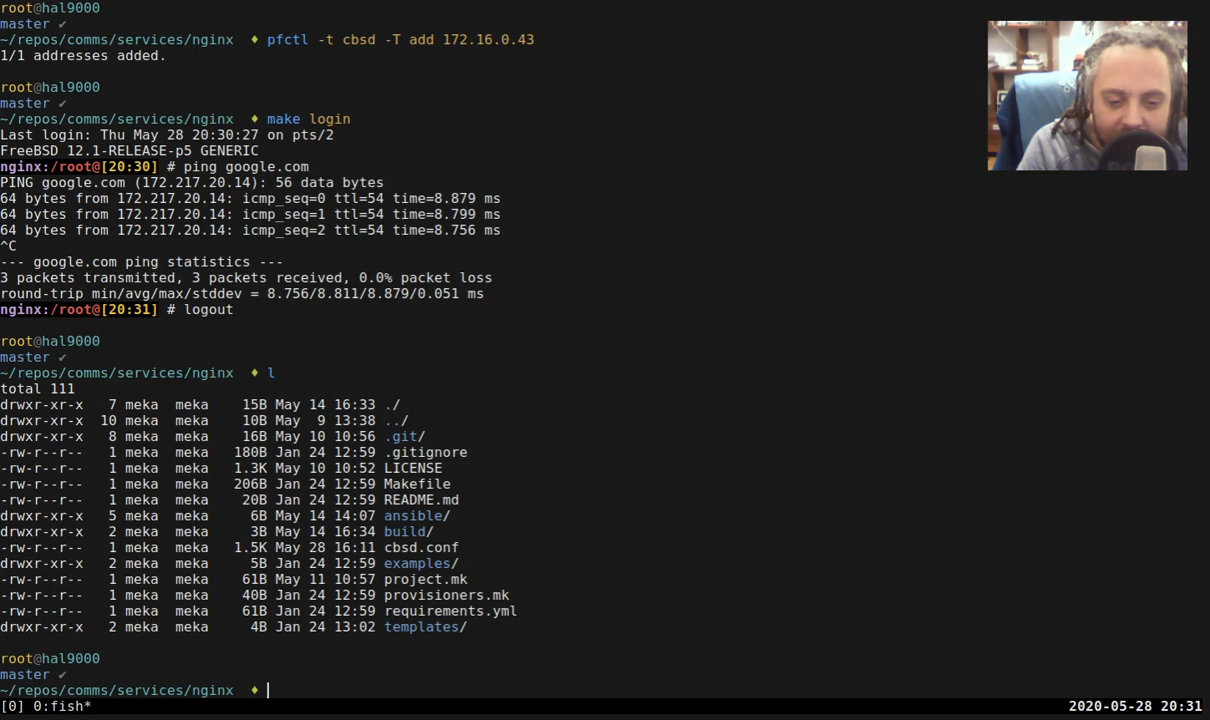 root@hal9000
master ✔
~/repos/comms/services/nginx ♦ pfctl -t cbsd -T add 172.16.0.43
1/1 addresses added.
root@hal9000
master ✔
~/repos/comms/services/nginx ♦ make login
Last login: Thu May 28 20:30:27 on pts/2
FreeBSD 12.1-RELEASE-p5 GENERIC
nginx:/root@[20:30] # ping google.com
PING google.com (172.217.20.14): 56 data bytes
64 bytes from 172.217.20.14: icmp_seq=0 ttl=54 time=8.879 ms
64 bytes from 172.217.20.14: icmp_seq=1 ttl=54 time=8.799 ms
64 bytes from 172.217.20.14: icmp_seq=2 ttl=54 time=8.756 ms
^C
--- google.com ping statistics ---
3 packets transmitted, 3 packets received, 0.0% packet loss
round-trip min/avg/max/stddev = 8.756/8.811/8.879/0.051 ms
nginx:/root@[20:31] # logout
root@hal9000
master ✔
~/repos/comms/services/nginx ♦ l
total 111
drwxr-xr-x 7 meka meka 15B May 14 16:33 ./
drwxr-xr-x 10 meka meka 10B May 9 13:38 ../
drwxr-xr-x 8 meka meka 16B May 10 10:56 .git/
-rw-r--r-- 1 meka meka 180B Jan 24 12:59 .gitignore
-rw-r--r-- 1 meka meka 1.3K May 10 10:52 LICENSE
-rw-r--r-- 1 meka meka 206B Jan 24 12:59 Makefile
-rw-r--r-- 1 meka meka 20B Jan 24 12:59 README.md
drwxr-xr-x 5 meka meka 6B May 14 14:07 ansible/
drwxr-xr-x 2 meka meka 3B May 14 16:34 build/
-rw-r--r-- 1 meka meka 1.5K May 28 16:11 cbsd.conf
drwxr-xr-x 2 meka meka 5B Jan 24 12:59 examples/
-rw-r--r-- 1 meka meka 61B May 11 10:57 project.mk
-rw-r--r-- 1 meka meka 40B Jan 24 12:59 provisioners.mk
-rw-r--r-- 1 meka meka 61B Jan 24 12:59 requirements.yml
drwxr-xr-x 2 meka meka 4B Jan 24 13:02 templates/
root@hal9000
master ✔
~/repos/comms/services/nginx ♦
[0] 0:fish* 2020-05-28 20:31